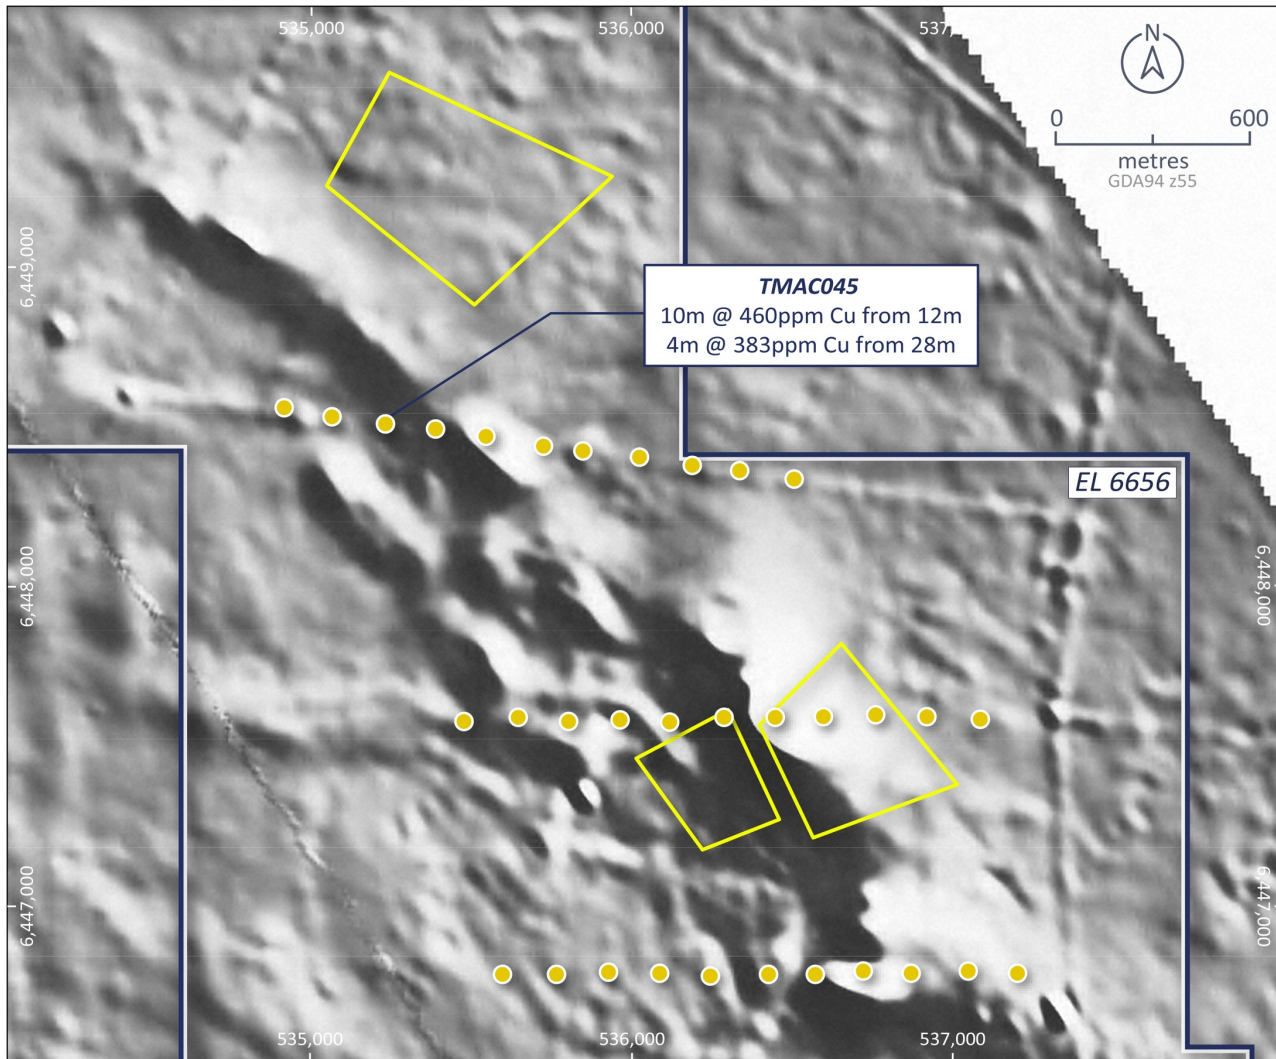 535,000
536,000
537,
N
0
600
metres
GDA94 z55
6,449,000
TMAC045
10m @ 460ppm Cu from 12m
4m @ 383ppm Cu from 28m
EL 6656
6,448,000
6,448,000
6,447,000
6,447,000
535,000
536,000
537,000